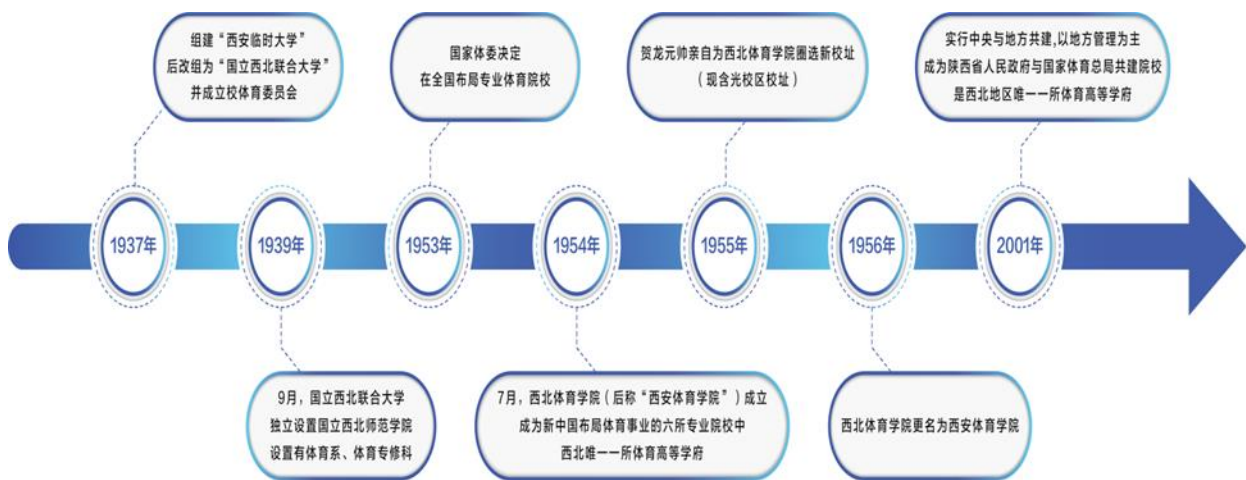 组建“西安临时大学”
后改组为“国立西北联合大学”
并成立校体育委员会
国家体委决定
在全国布局专业体育院校
贺龙元帅亲自为西北体育学院圈选新校址
（现含光校区校址）
实行中央与地方共建,以地方管理为主
成为陕西省人民政府与国家体育总局共建院校
是西北地区唯一一所体育高等学府
1937年
1939年
1953年
1954年
1955年
1956年
2001年
9月，国立西北联合大学
独立设置国立西北师范学院
设置有体育系、体育专修科
7月，西北体育学院（后称“西安体育学院”）成立
成为新中国布局体育事业的六所专业院校中
西北唯一一所体育高等学府
西北体育学院更名为西安体育学院